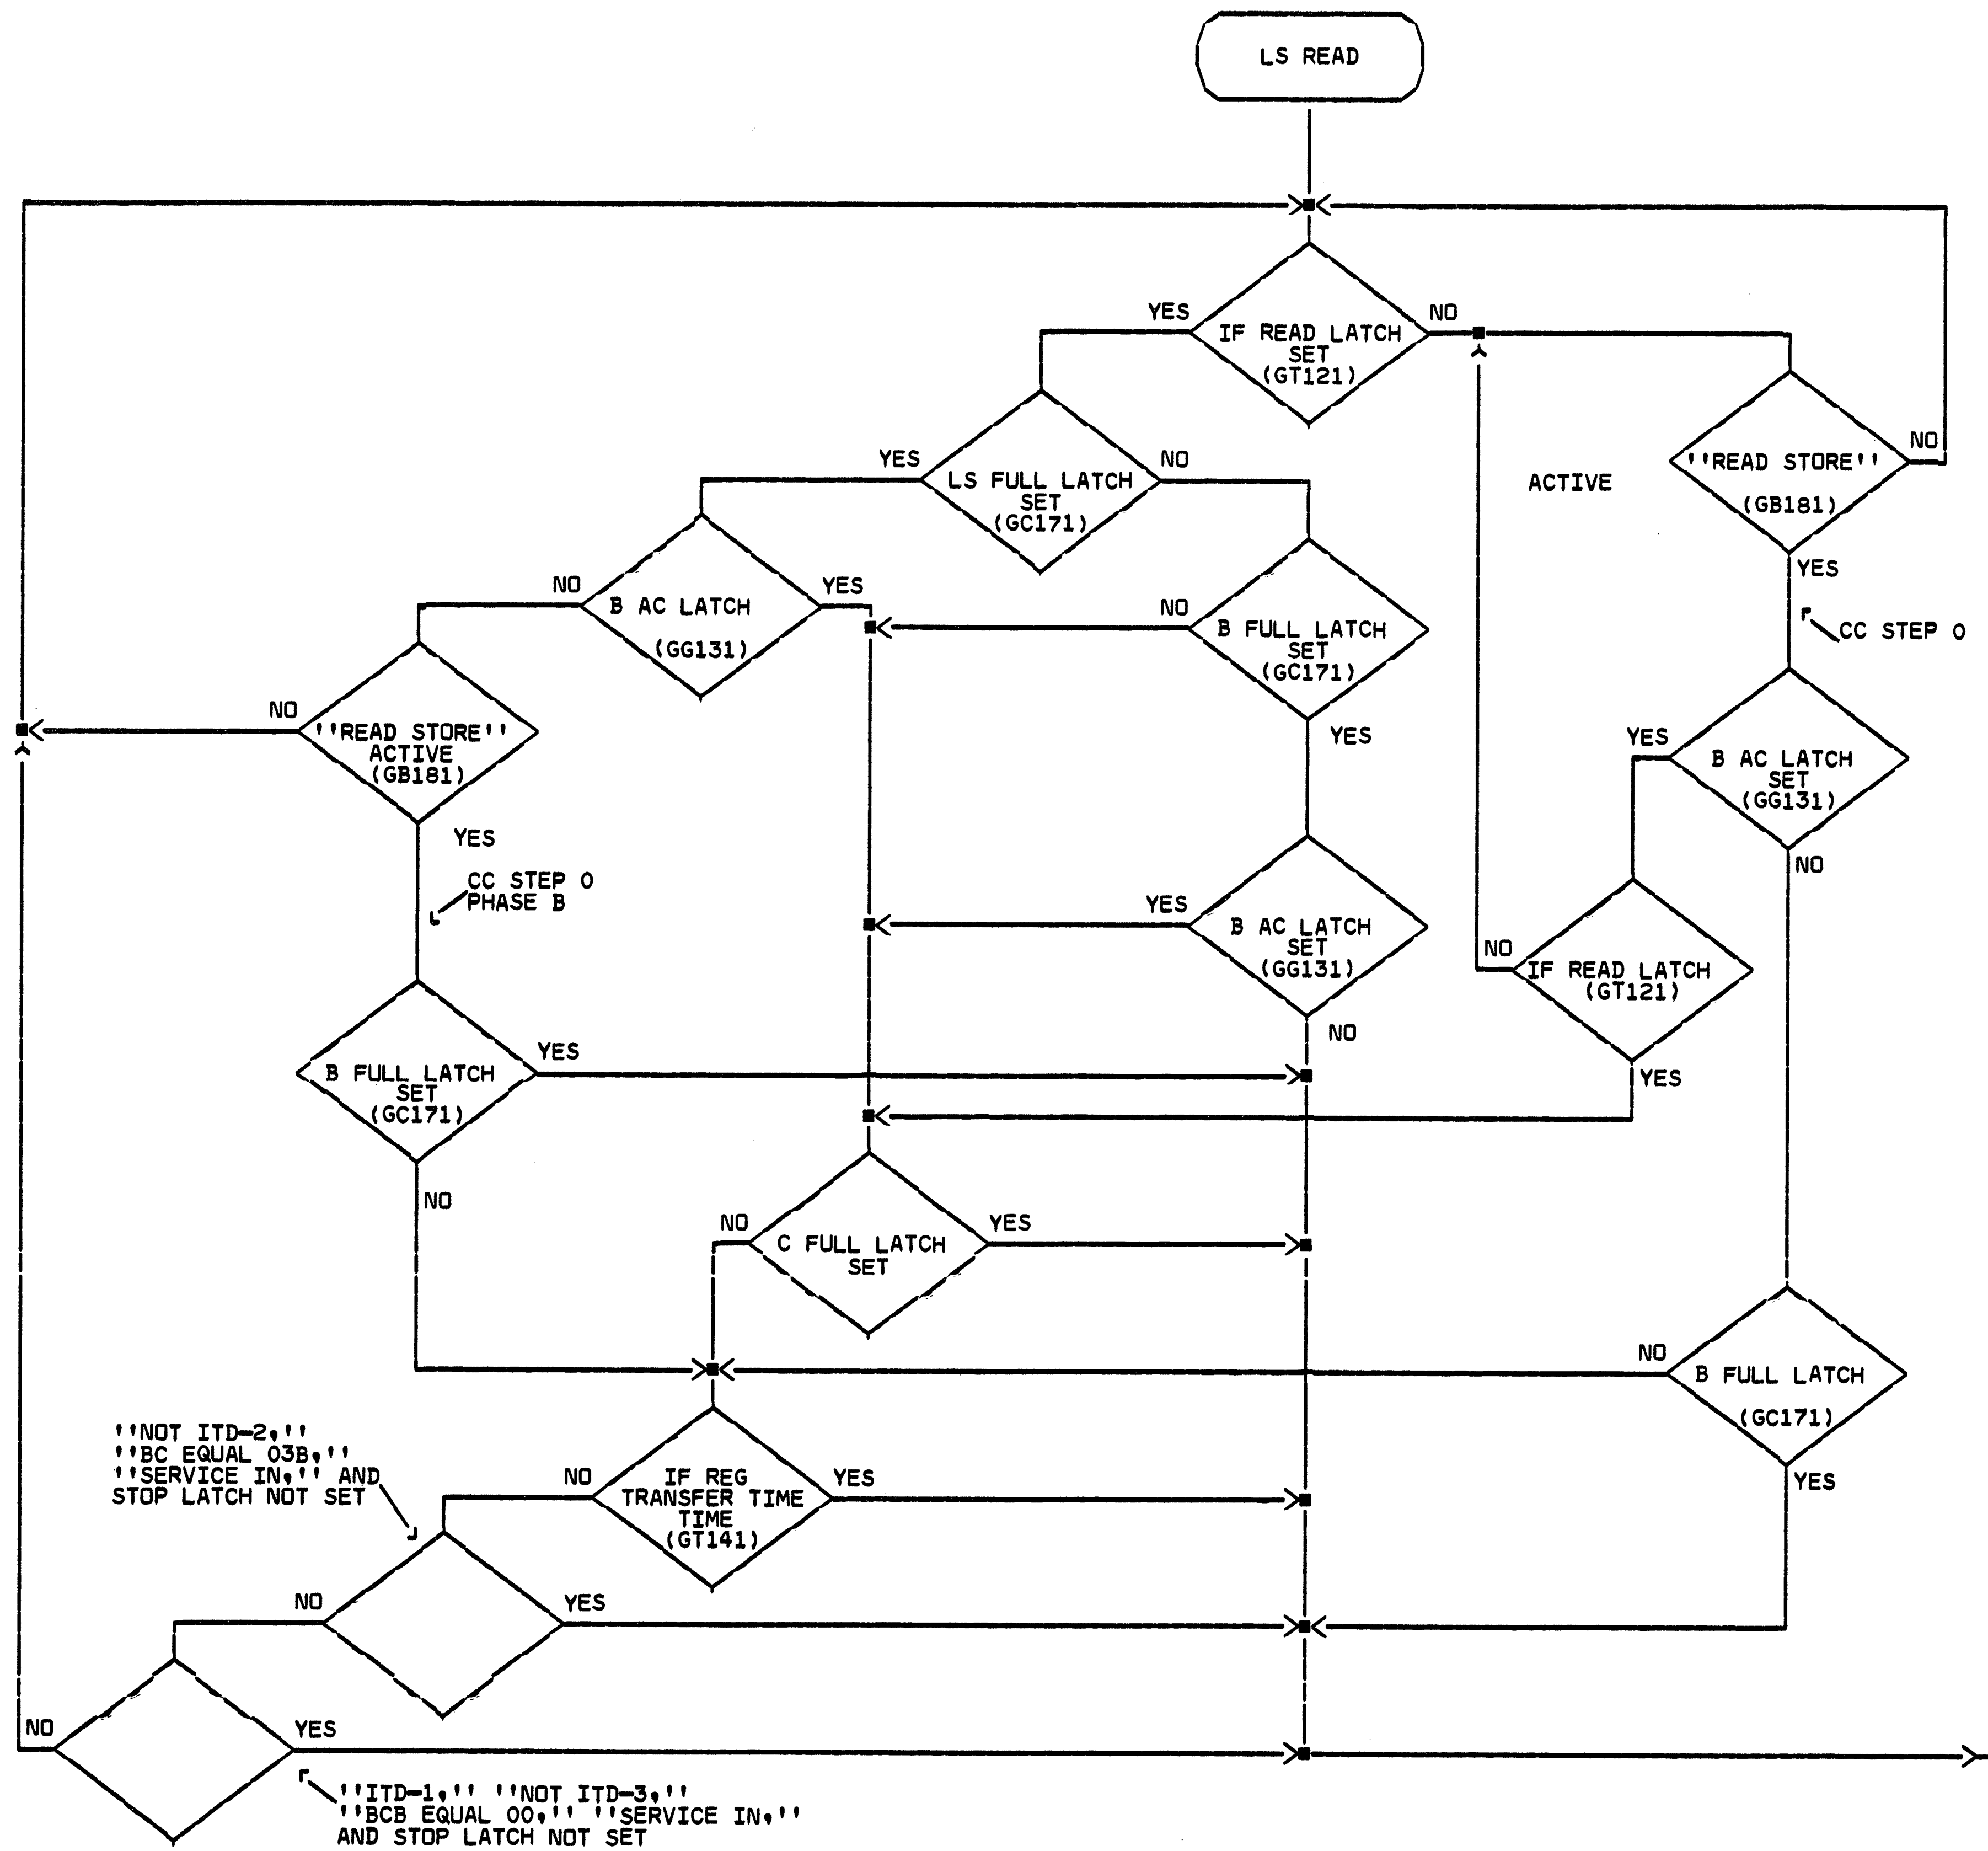 LS READ
YES
IF READ LATCH
SET
(GT121)
NO
YES
LS FULL LATCH
SET
(GC171)
NO
ACTIVE
''READ STORE''
(GB181)
NO
YES
CC STEP 0
NO
B AC LATCH
(GG131)
YES
NO
B FULL LATCH
SET
(GC171)
YES
NO
''READ STORE''
ACTIVE
(GB181)
YES
CC STEP 0
PHASE B
YES
B AC LATCH
SET
(GG131)
NO
YES
B AC LATCH
SET
(GG131)
NO
NO
IF READ LATCH
(GT121)
YES
B FULL LATCH
SET
(GC171)
YES
NO
NO
C FULL LATCH
SET
YES
NO
B FULL LATCH
(GC171)
YES
''NOT ITD-2,''
''BC EQUAL 03B,''
''SERVICE IN,'' AND
STOP LATCH NOT SET
NO
IF REG
TRANSFER TIME
TIME
(GT141)
YES
NO
YES
NO
YES
''ITD-1,'' ''NOT ITD-3,''
''BCB EQUAL 00,'' ''SERVICE IN,''
AND STOP LATCH NOT SET